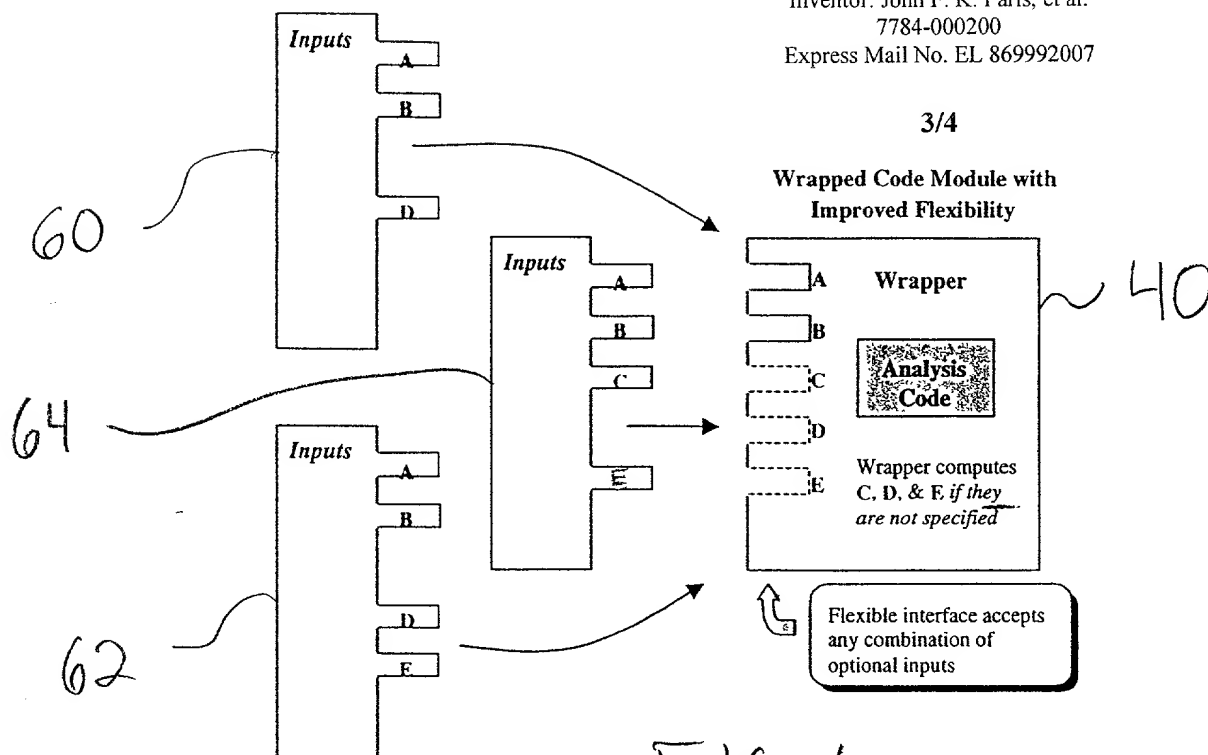 7784-000200
Express Mail No. EL 869992007
3/4
Wrapped Code Module with
Improved Flexibility
Inputs
A
B
D
60
Inputs
A
B
C
E
64
Inputs
A
B
D
E
62
A
B
C
D
E
Wrapper
Analysis
Code
Wrapper computes
C, D, & E if they
are not specified
40
Flexible interface accepts
any combination of
optional inputs